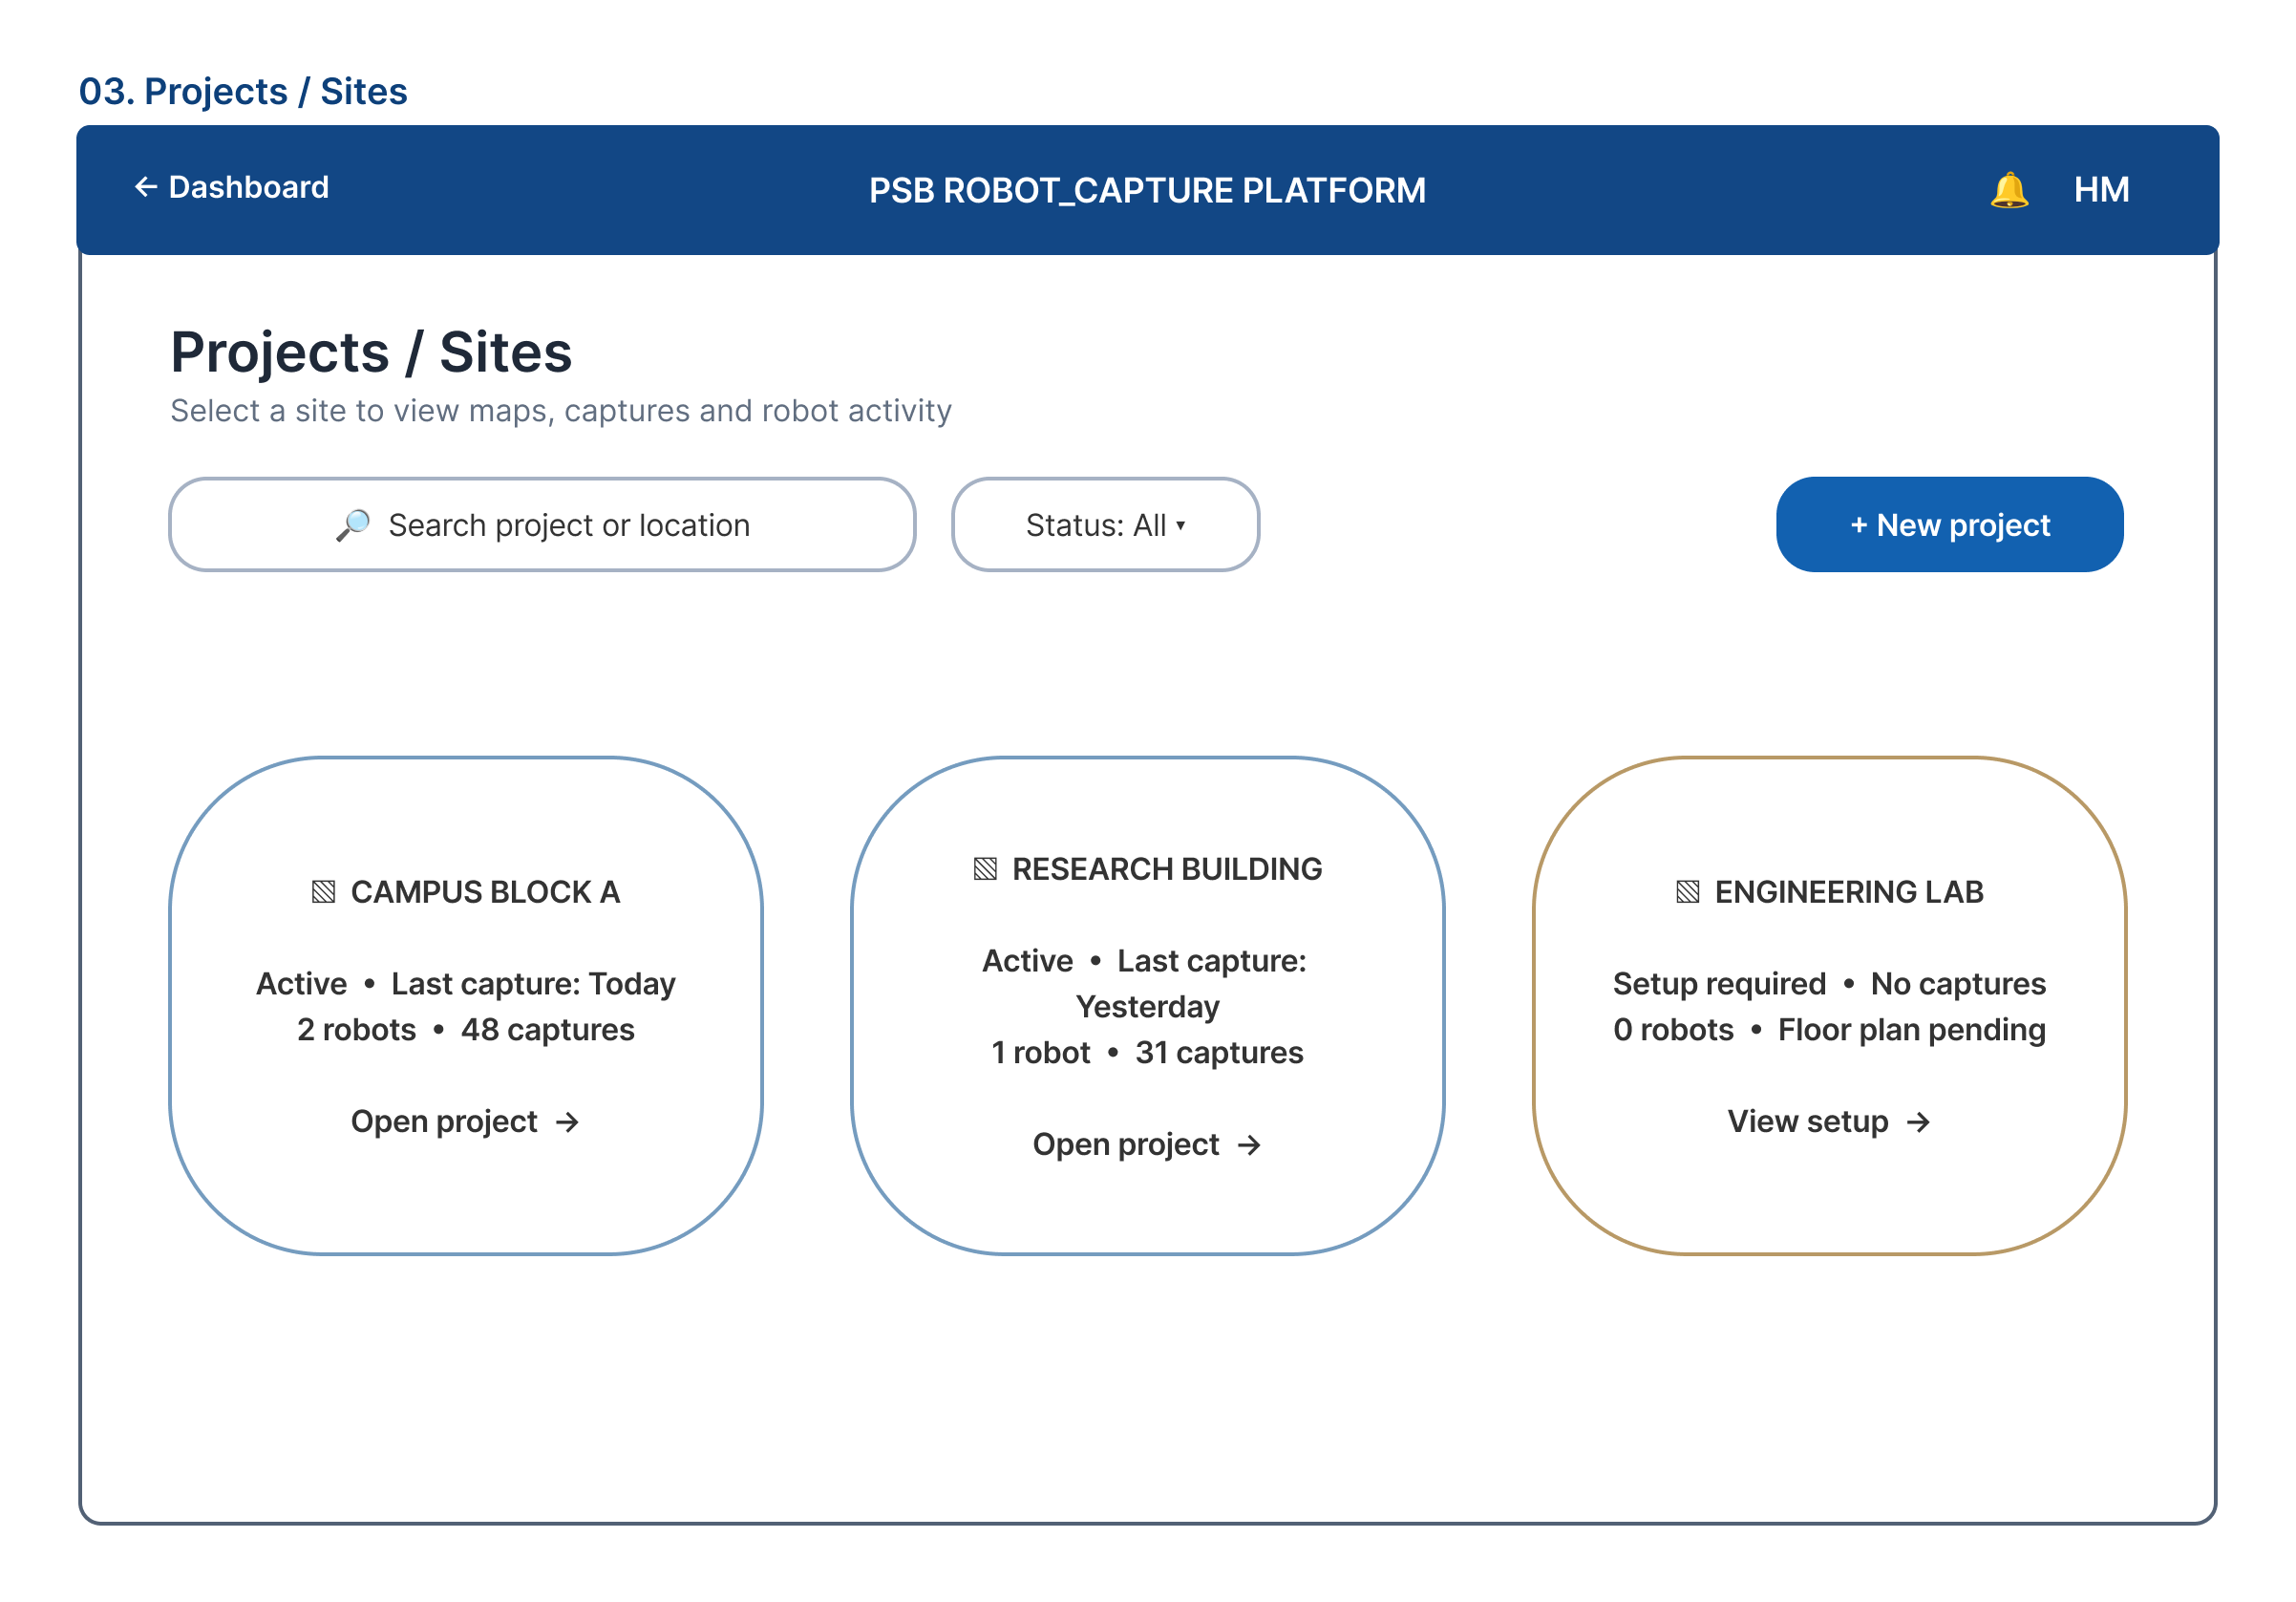 03. Projects / Sites
← Dashboard
PSB ROBOT_CAPTURE PLATFORM
🔔 HM
Projects / Sites
Select a site to view maps, captures and robot activity
🔎 Search project or location
Status: All ▾
+ New project
▧ CAMPUS BLOCK A
Active • Last capture: Today
2 robots • 48 captures
Open project →
▧ RESEARCH BUILDING
Active • Last capture:
Yesterday
1 robot • 31 captures
Open project →
▧ ENGINEERING LAB
Setup required • No captures
0 robots • Floor plan pending
View setup →